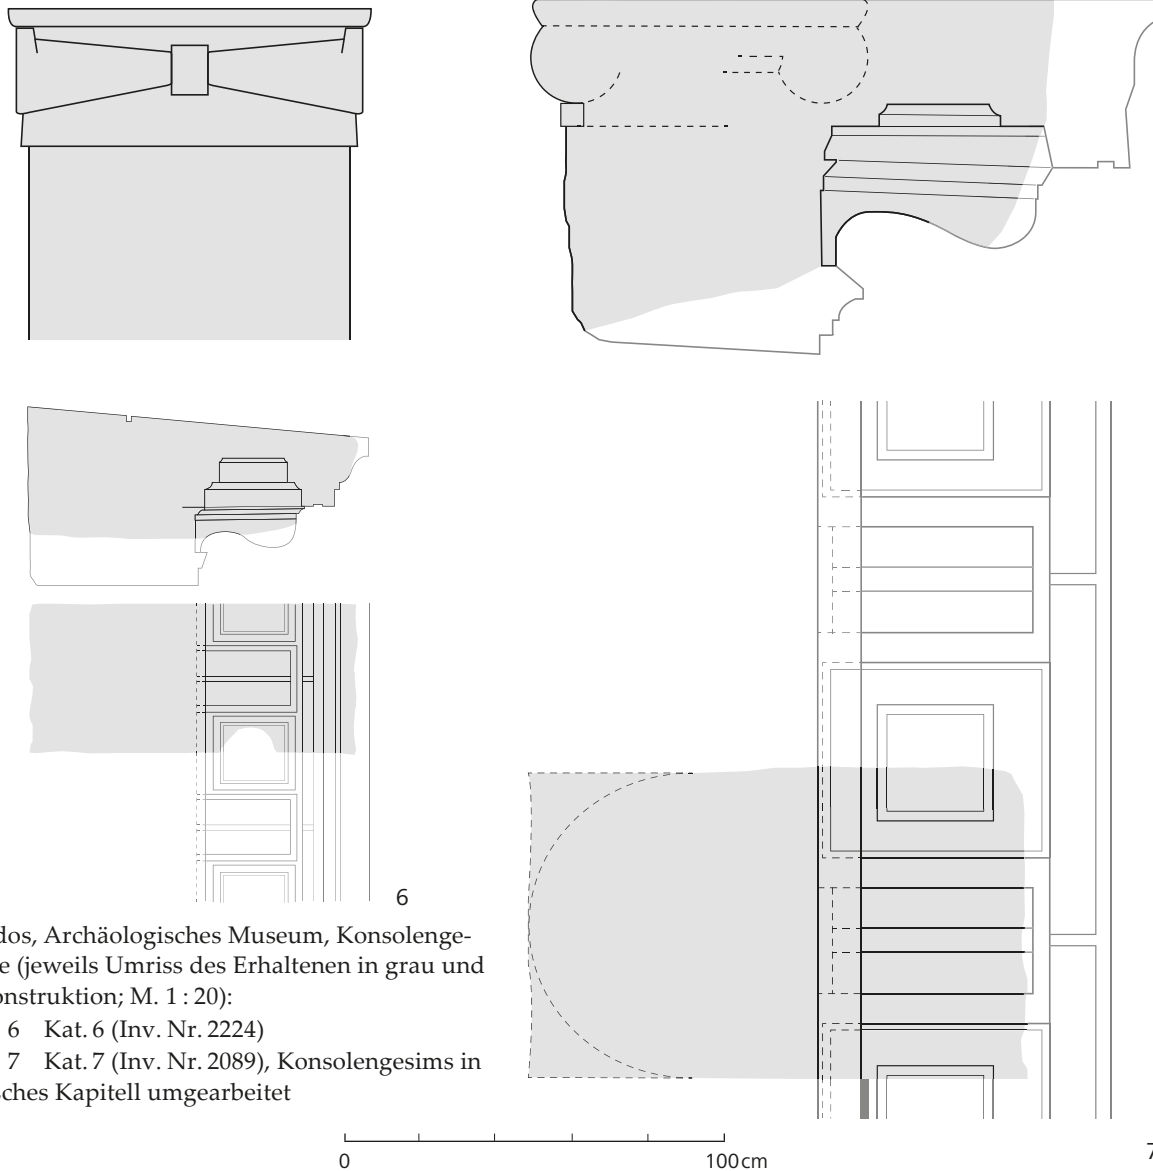 6
dos, Archäologisches Museum, Konsolenge-
e (jeweils Umriss des Erhaltenen in grau und
onstruktion; M. 1 : 20):
6 Kat. 6 (Inv. Nr. 2224)
7 Kat. 7 (Inv. Nr. 2089), Konsolengesims in
sches Kapitell umgearbeitet
0 100 cm
7